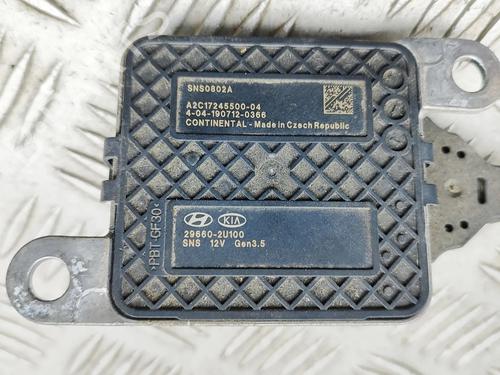 SNS0802A
A2C17245500-04
4-04-190712-0366
CONTINENTAL - Made in Czech Republic
KIA
29660-2U100
SNS 12V Gen3.5
>PBT-GF30<